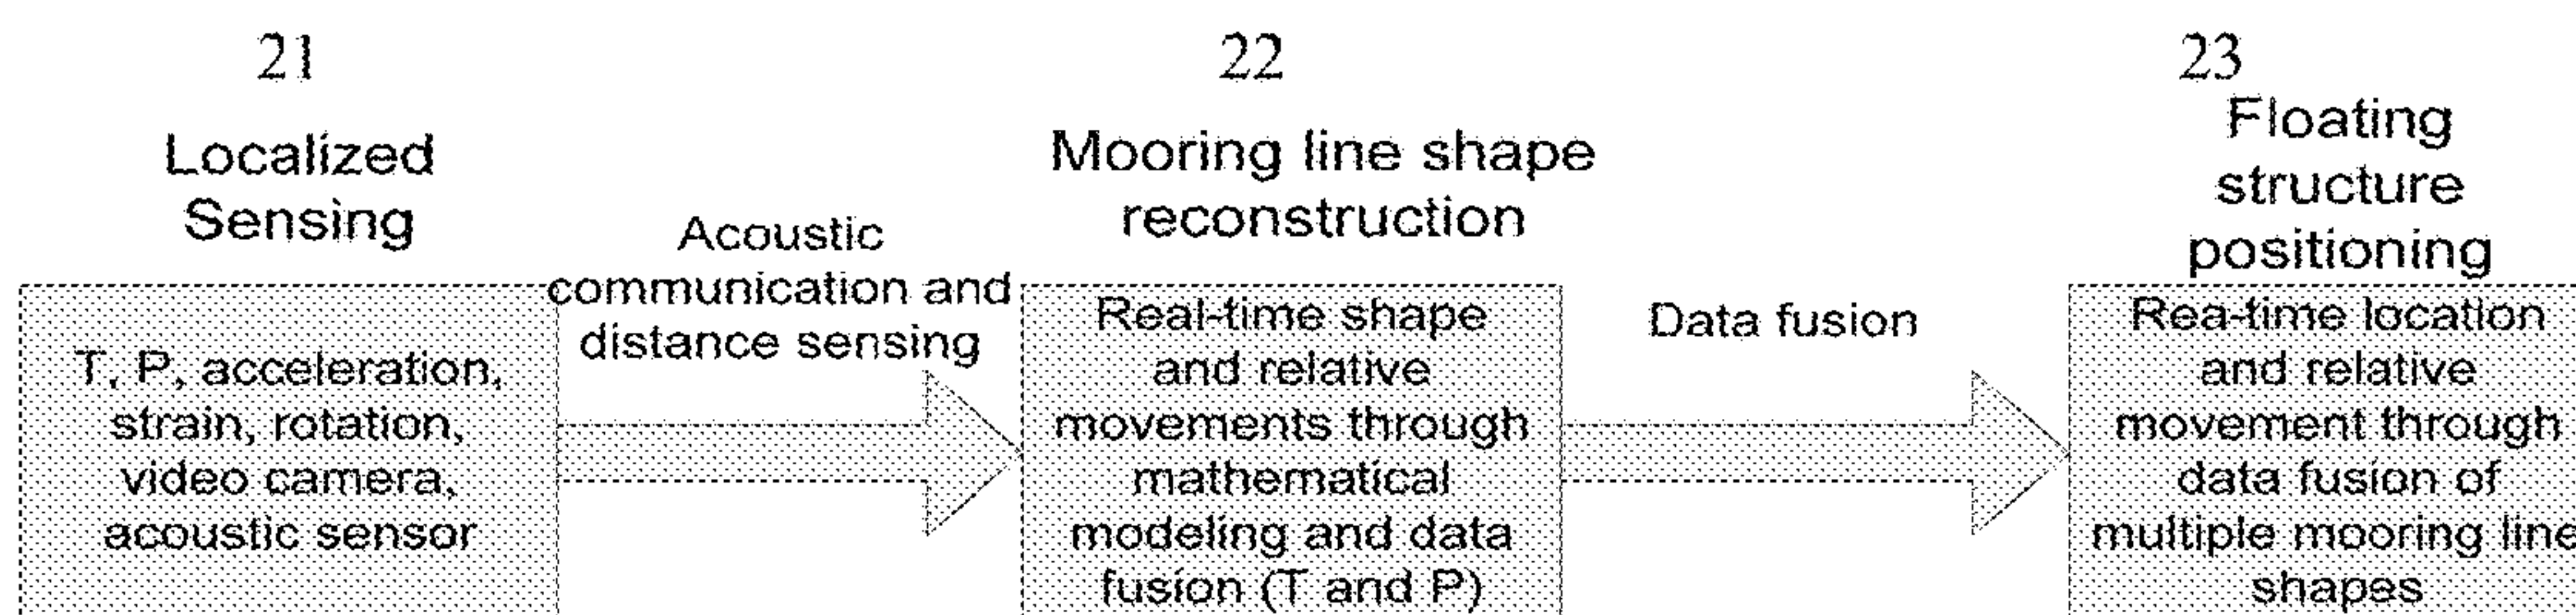 21
Localized
Sensing
T, P, acceleration,
strain, rotation,
video camera,
acoustic sensor
Acoustic
communication and
distance sensing
22
Mooring line shape
reconstruction
Real-time shape
and relative
movements through
mathematical
modeling and data
fusion (T and P)
Data fusion
23
Floating
structure
positioning
Rea-time location
and relative
movement through
data fusion of
multiple mooring line
shapes